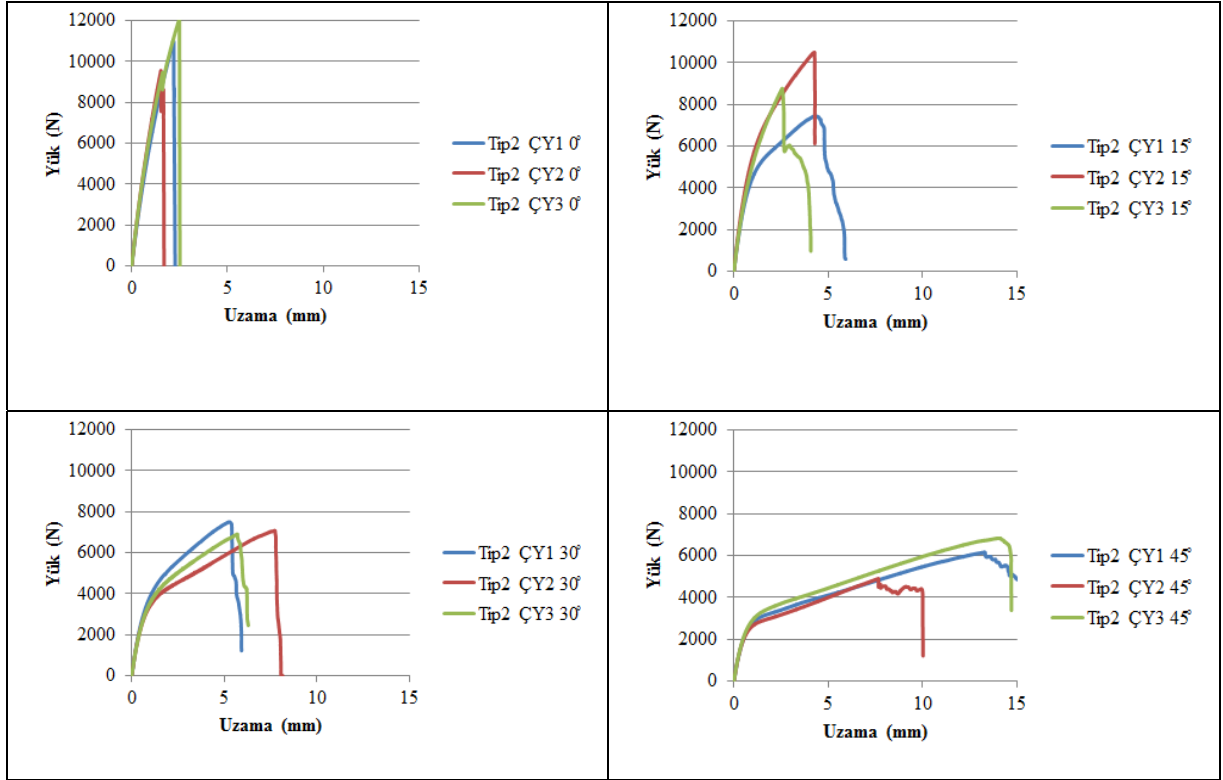 12000
10000
8000
6000
4000
2000
0
0 5 10 15
Yük (N)
Uzama (mm)
Tip2 ÇY1 0°
Tip2 ÇY2 0°
Tip2 ÇY3 0°
12000
10000
8000
6000
4000
2000
0
0 5 10 15
Yük (N)
Uzama (mm)
Tip2 ÇY1 15°
Tip2 ÇY2 15°
Tip2 ÇY3 15°
12000
10000
8000
6000
4000
2000
0
0 5 10 15
Yük (N)
Uzama (mm)
Tip2 ÇY1 30°
Tip2 ÇY2 30°
Tip2 ÇY3 30°
12000
10000
8000
6000
4000
2000
0
0 5 10 15
Yük (N)
Uzama (mm)
Tip2 ÇY1 45°
Tip2 ÇY2 45°
Tip2 ÇY3 45°